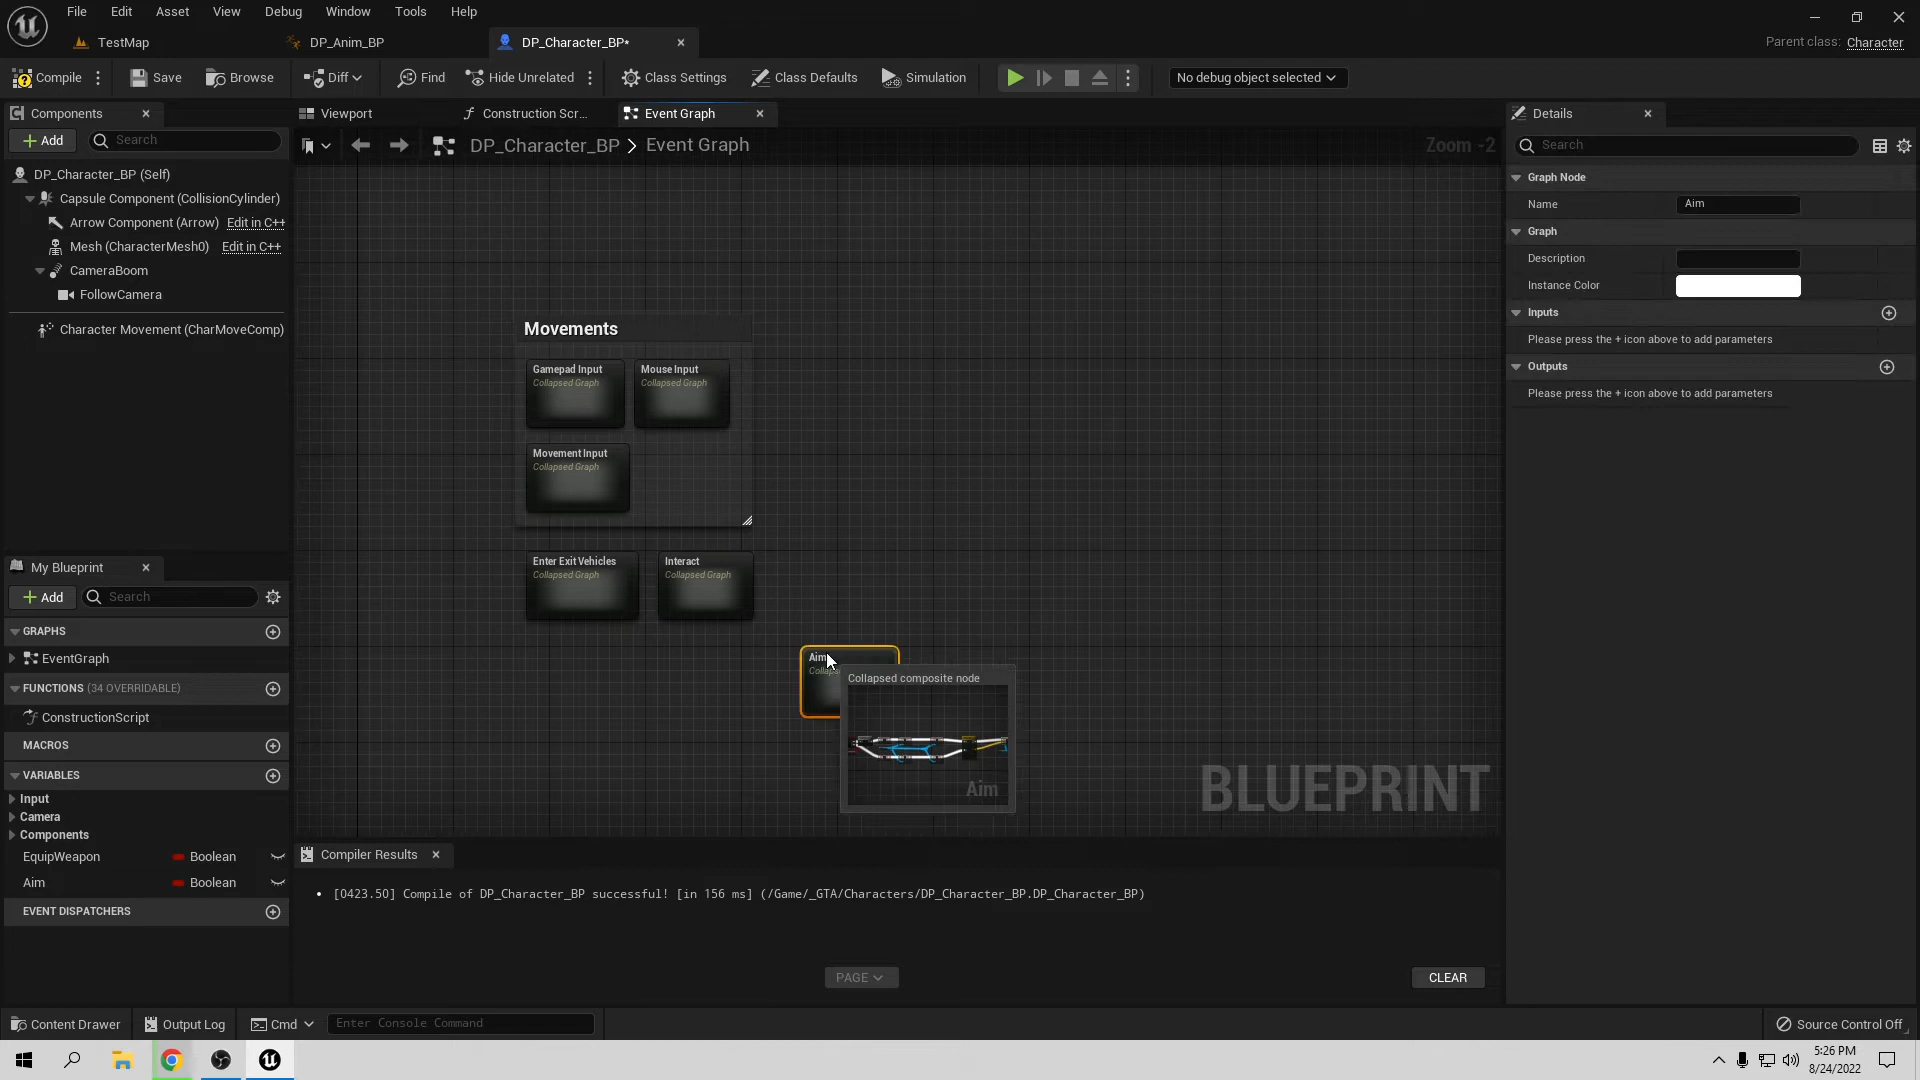 File Edit Asset View Debug Window Tools Help
TestMap DP_Anim_BP DP_Character_BP*
Parent class: Character
Compile Save Browse Diff Find Hide Unrelated Class Settings Class Defaults Simulation No debug object selected
Components
Add Search
DP_Character_BP (Self)
Capsule Component (CollisionCylinder)
Arrow Component (Arrow) Edit in C++
Mesh (CharacterMesh0) Edit in C++
CameraBoom
FollowCamera
Character Movement (CharMoveComp)
My Blueprint
Add Search
GRAPHS
EventGraph
FUNCTIONS (34 OVERRIDABLE)
ConstructionScript
MACROS
VARIABLES
Input
Camera
Components
EquipWeapon Boolean
Aim Boolean
EVENT DISPATCHERS
Viewport Construction Scr... Event Graph
DP_Character_BP > Event Graph
Zoom -2
Movements
Gamepad Input
Collapsed Graph
Mouse Input
Collapsed Graph
Movement Input
Collapsed Graph
Enter Exit Vehicles
Collapsed Graph
Interact
Collapsed Graph
Aim
Collapsed composite node
Aim
BLUEPRINT
Compiler Results
• [0423.50] Compile of DP_Character_BP successful! [in 156 ms] (/Game/_GTA/Characters/DP_Character_BP.DP_Character_BP)
PAGE CLEAR
Details
Search
Graph Node
Name Aim
Graph
Description
Instance Color
Inputs
Please press the + icon above to add parameters
Outputs
Please press the + icon above to add parameters
Content Drawer Output Log Cmd Enter Console Command Source Control Off
5:26 PM
8/24/2022